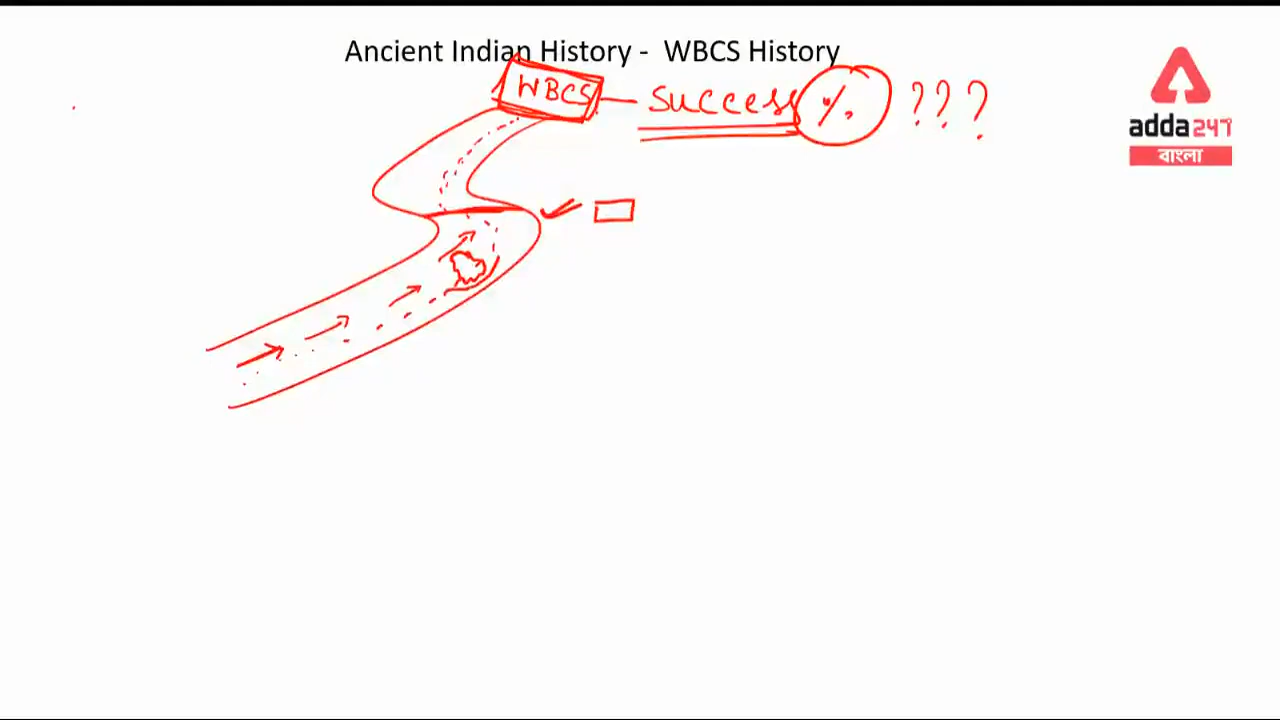 Ancient Indian History - WBCS History
WBCS - success % ???
adda247
বাংলা